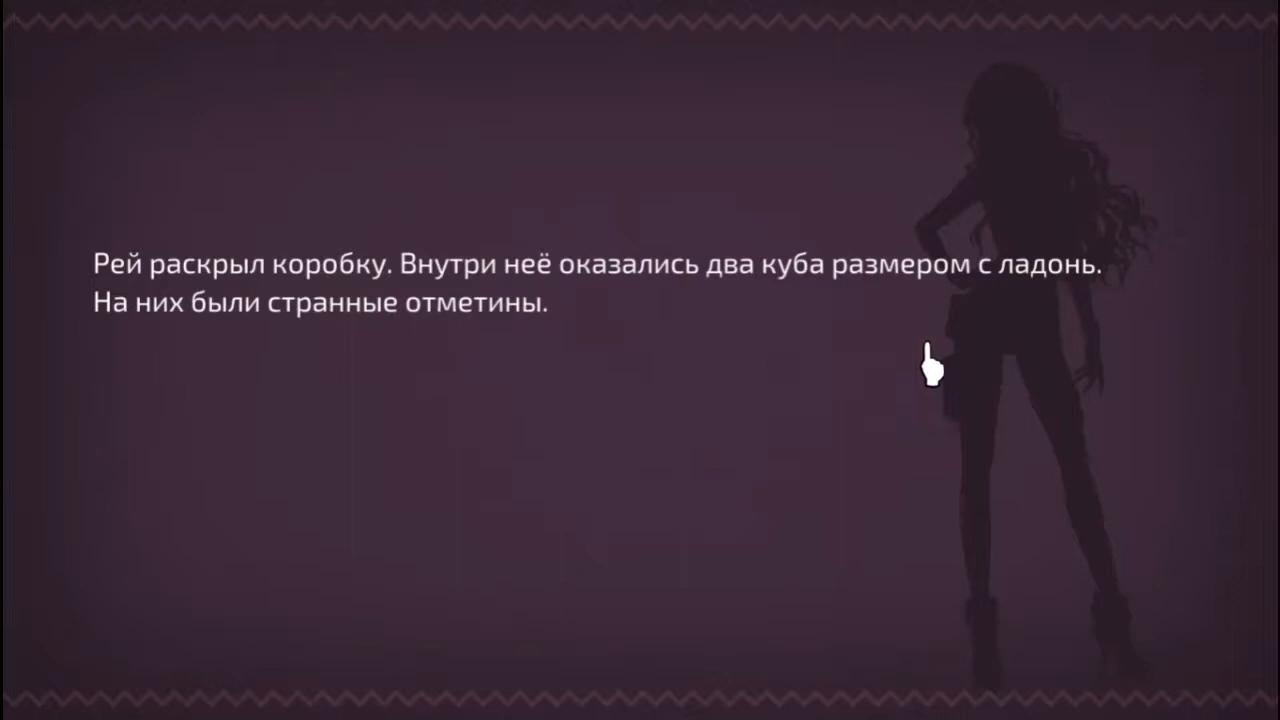 Рей раскрыл коробку. Внутри неё оказались два куба размером с ладонь.
На них были странные отметины.